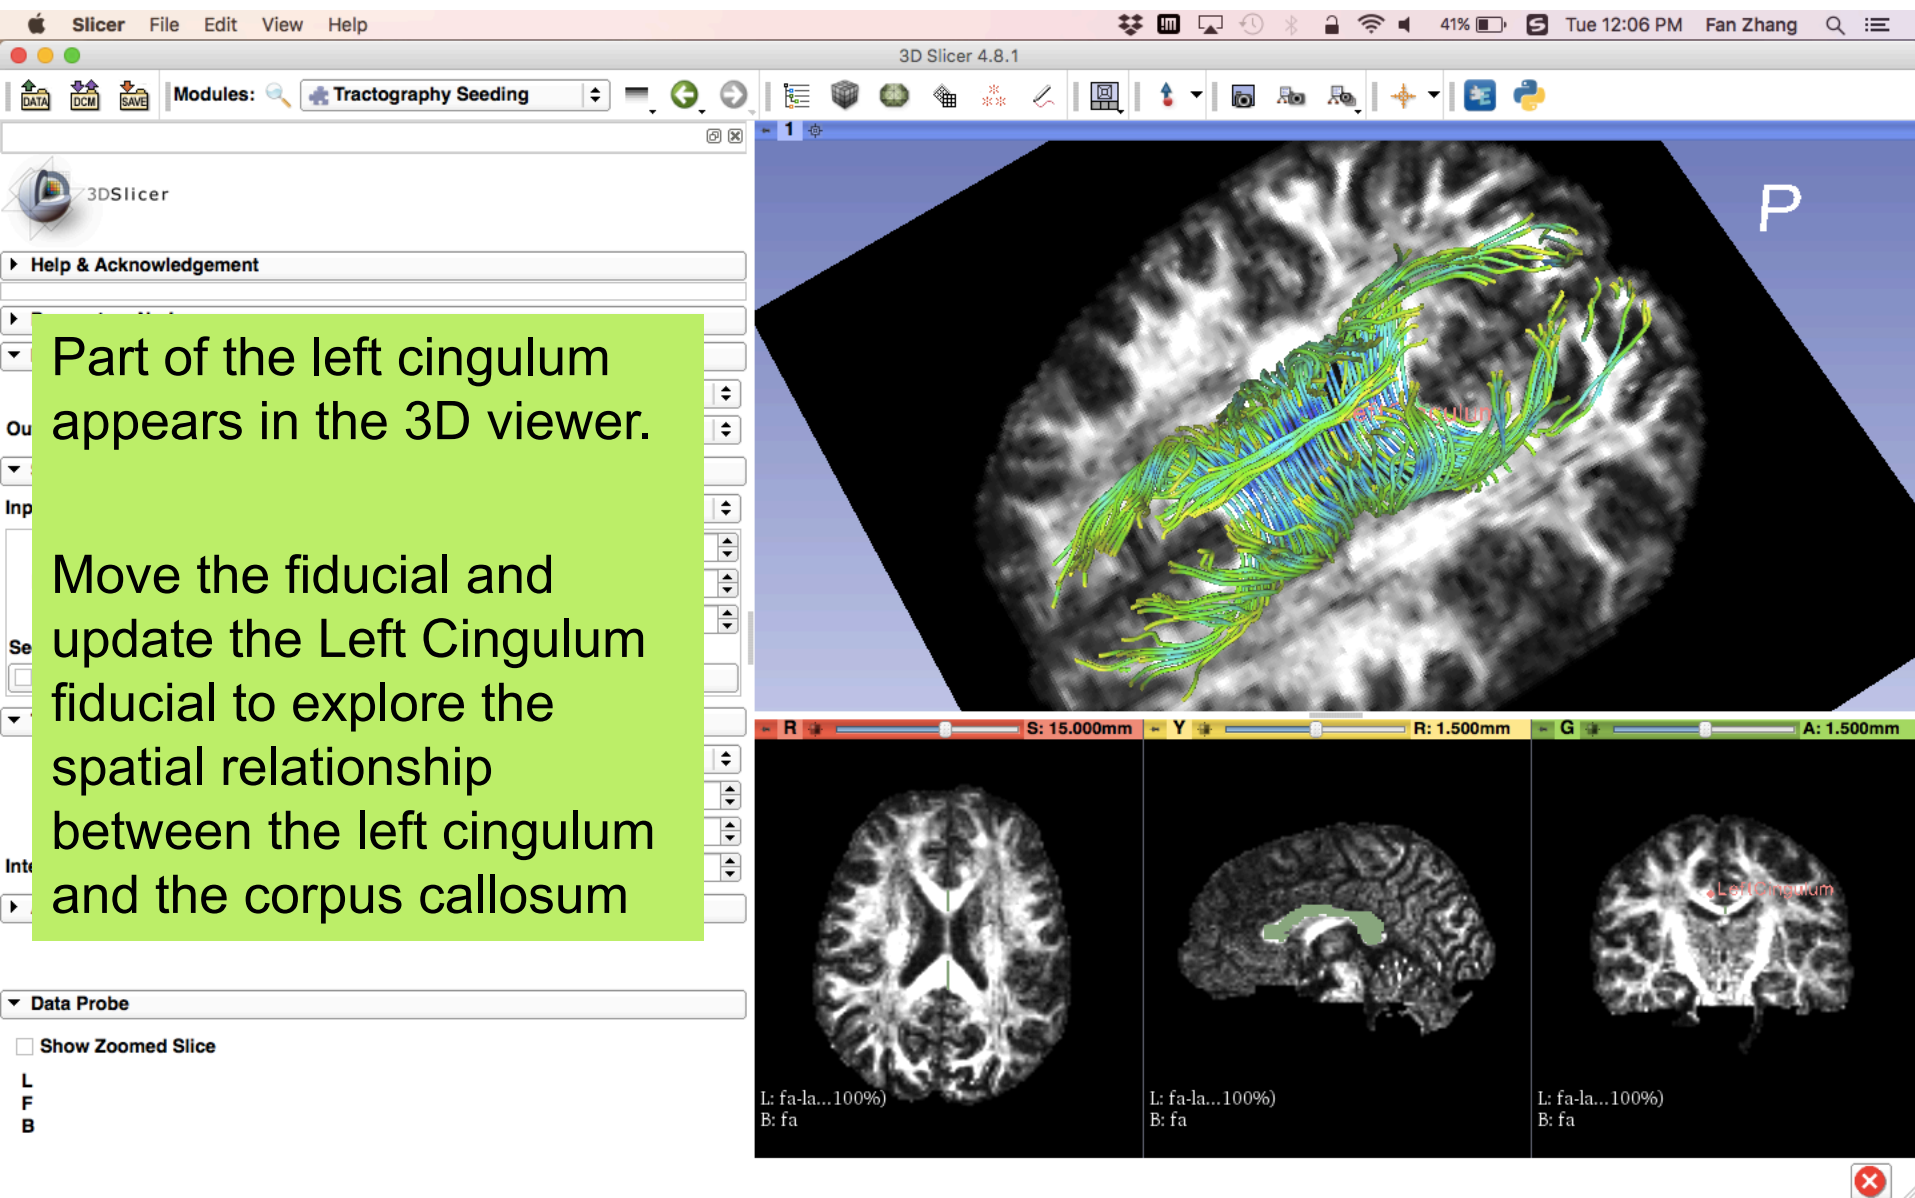 Slicer File Edit View Help 41% Tue 12:06 PM Fan Zhang
3D Slicer 4.8.1
DATA DCM SAVE Modules: Tractography Seeding
1
3DSlicer
P
Help & Acknowledgement
Part of the left cingulum
appears in the 3D viewer.
Move the fiducial and
update the Left Cingulum
fiducial to explore the
spatial relationship
between the left cingulum
and the corpus callosum
Ou
Inp
Se
Inte
R S: 15.000mm
Y R: 1.500mm
G A: 1.500mm
LeftCingulum
L: fa-la...100%)
B: fa
L: fa-la...100%)
B: fa
L: fa-la...100%)
B: fa
Data Probe
Show Zoomed Slice
L
F
B